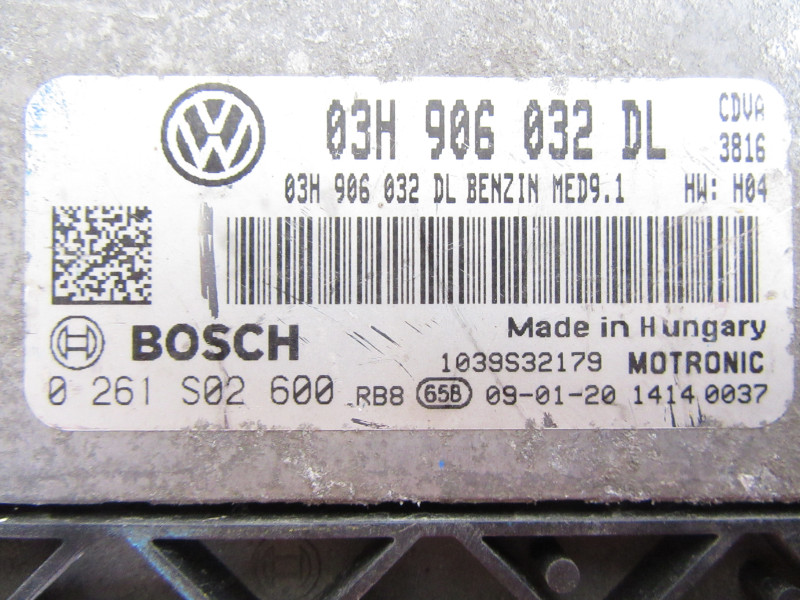 03H 906 032 DL CDVA
3816
03H 906 032 DL BENZIN MED9.1 HW: H04
Made in Hungary
BOSCH
1039S32179 MOTRONIC
0 261 S02 600 RB8 65B 09-01-20 1414 0037